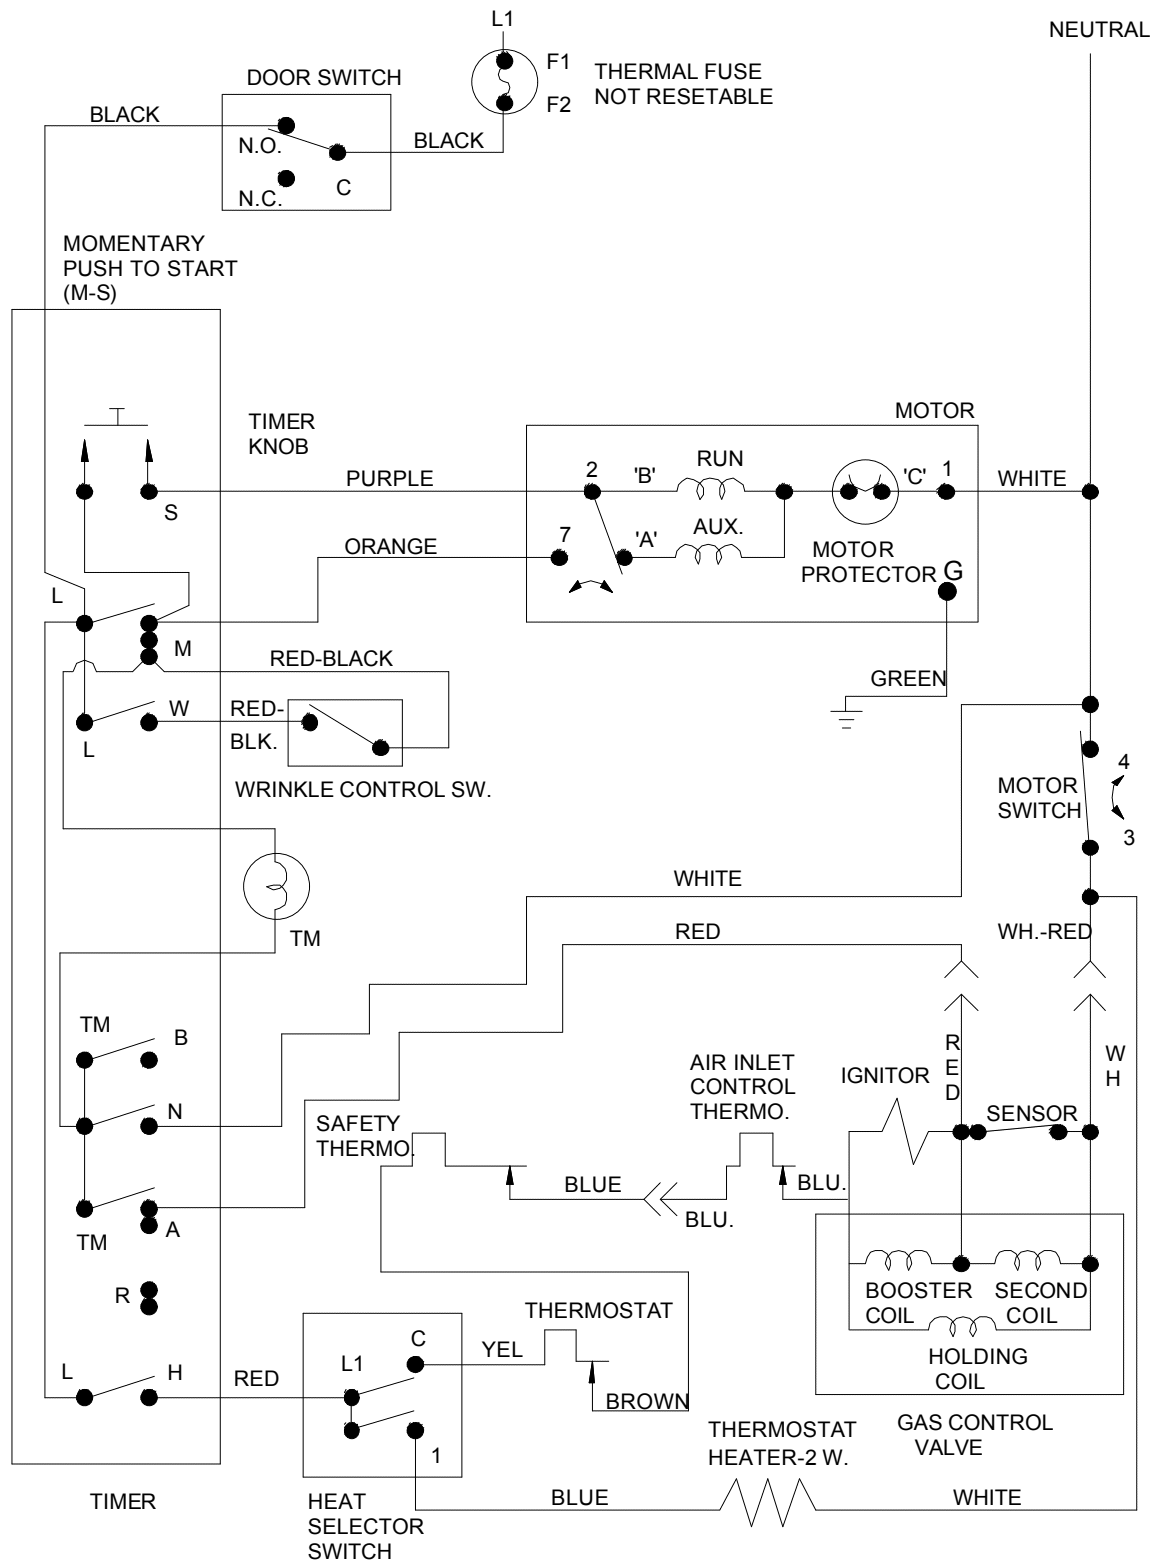 L1
NEUTRAL
F1
THERMAL FUSE
NOT RESETABLE
F2
DOOR SWITCH
BLACK
BLACK
N.O.
C
N.C.
MOMENTARY
PUSH TO START
(M-S)
MOTOR
TIMER
KNOB
RUN
PURPLE
2
'B'
'C'
1
WHITE
S
AUX.
7
'A'
ORANGE
MOTOR
PROTECTOR
G
L
M
RED-BLACK
GREEN
W
RED-
BLK.
L
WRINKLE CONTROL SW.
MOTOR
SWITCH
4
3
WHITE
TM
RED
WH.-RED
TM
B
R
E
D
W
H
AIR INLET
CONTROL
THERMO.
IGNITOR
N
SAFETY
THERMO.
SENSOR
BLUE
BLU.
BLU.
A
TM
R
BOOSTER
COIL
SECOND
COIL
THERMOSTAT
C
YEL
HOLDING
COIL
L
H
RED
L1
BROWN
1
THERMOSTAT
HEATER-2 W.
GAS CONTROL
VALVE
BLUE
WHITE
TIMER
HEAT
SELECTOR
SWITCH